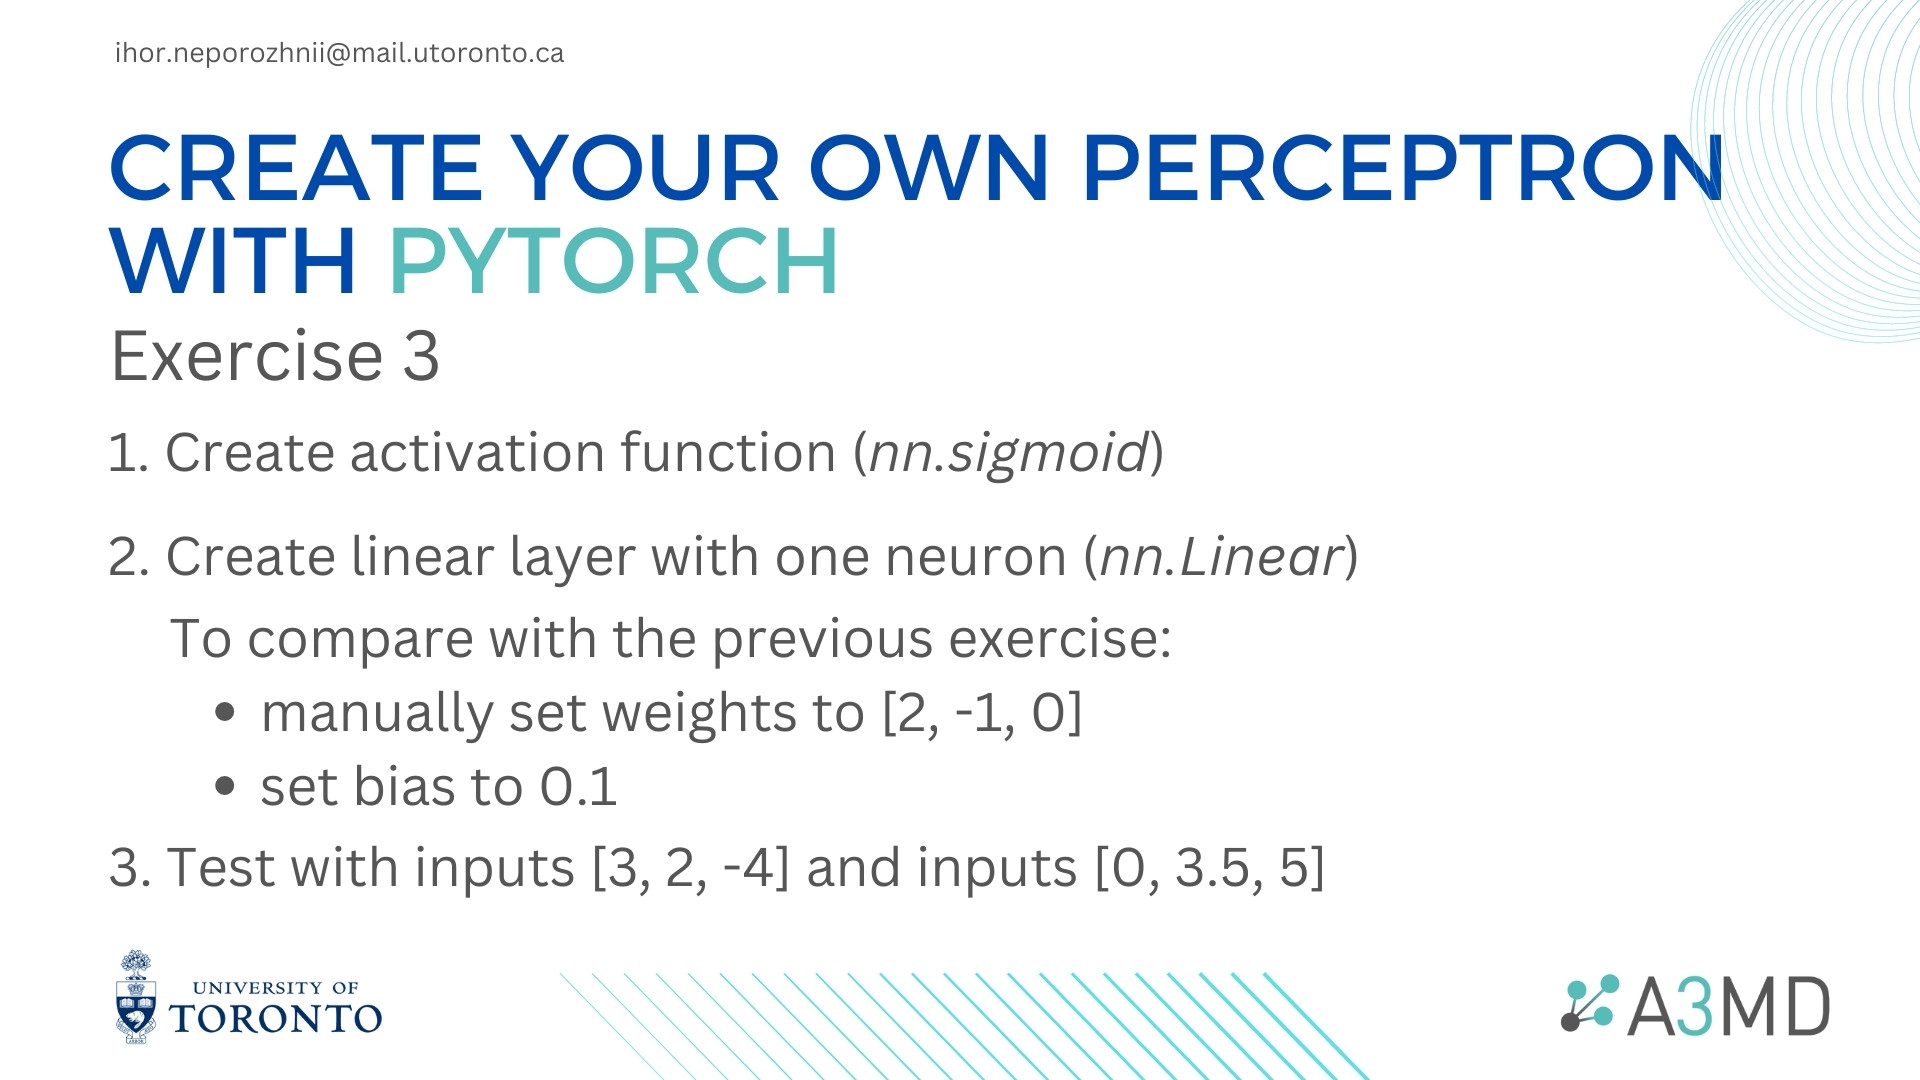 ihor.neporozhnii@mail.utoronto.ca
CREATE YOUR OWN PERCEPTRON
WITH PYTORCH
Exercise 3
1. Create activation function (nn.sigmoid)
2. Create linear layer with one neuron (nn.Linear)
To compare with the previous exercise:
• manually set weights to [2, -1, 0]
• set bias to 0.1
3. Test with inputs [3, 2, -4] and inputs [0, 3.5, 5]
UNIVERSITY OF
TORONTO
A3MD